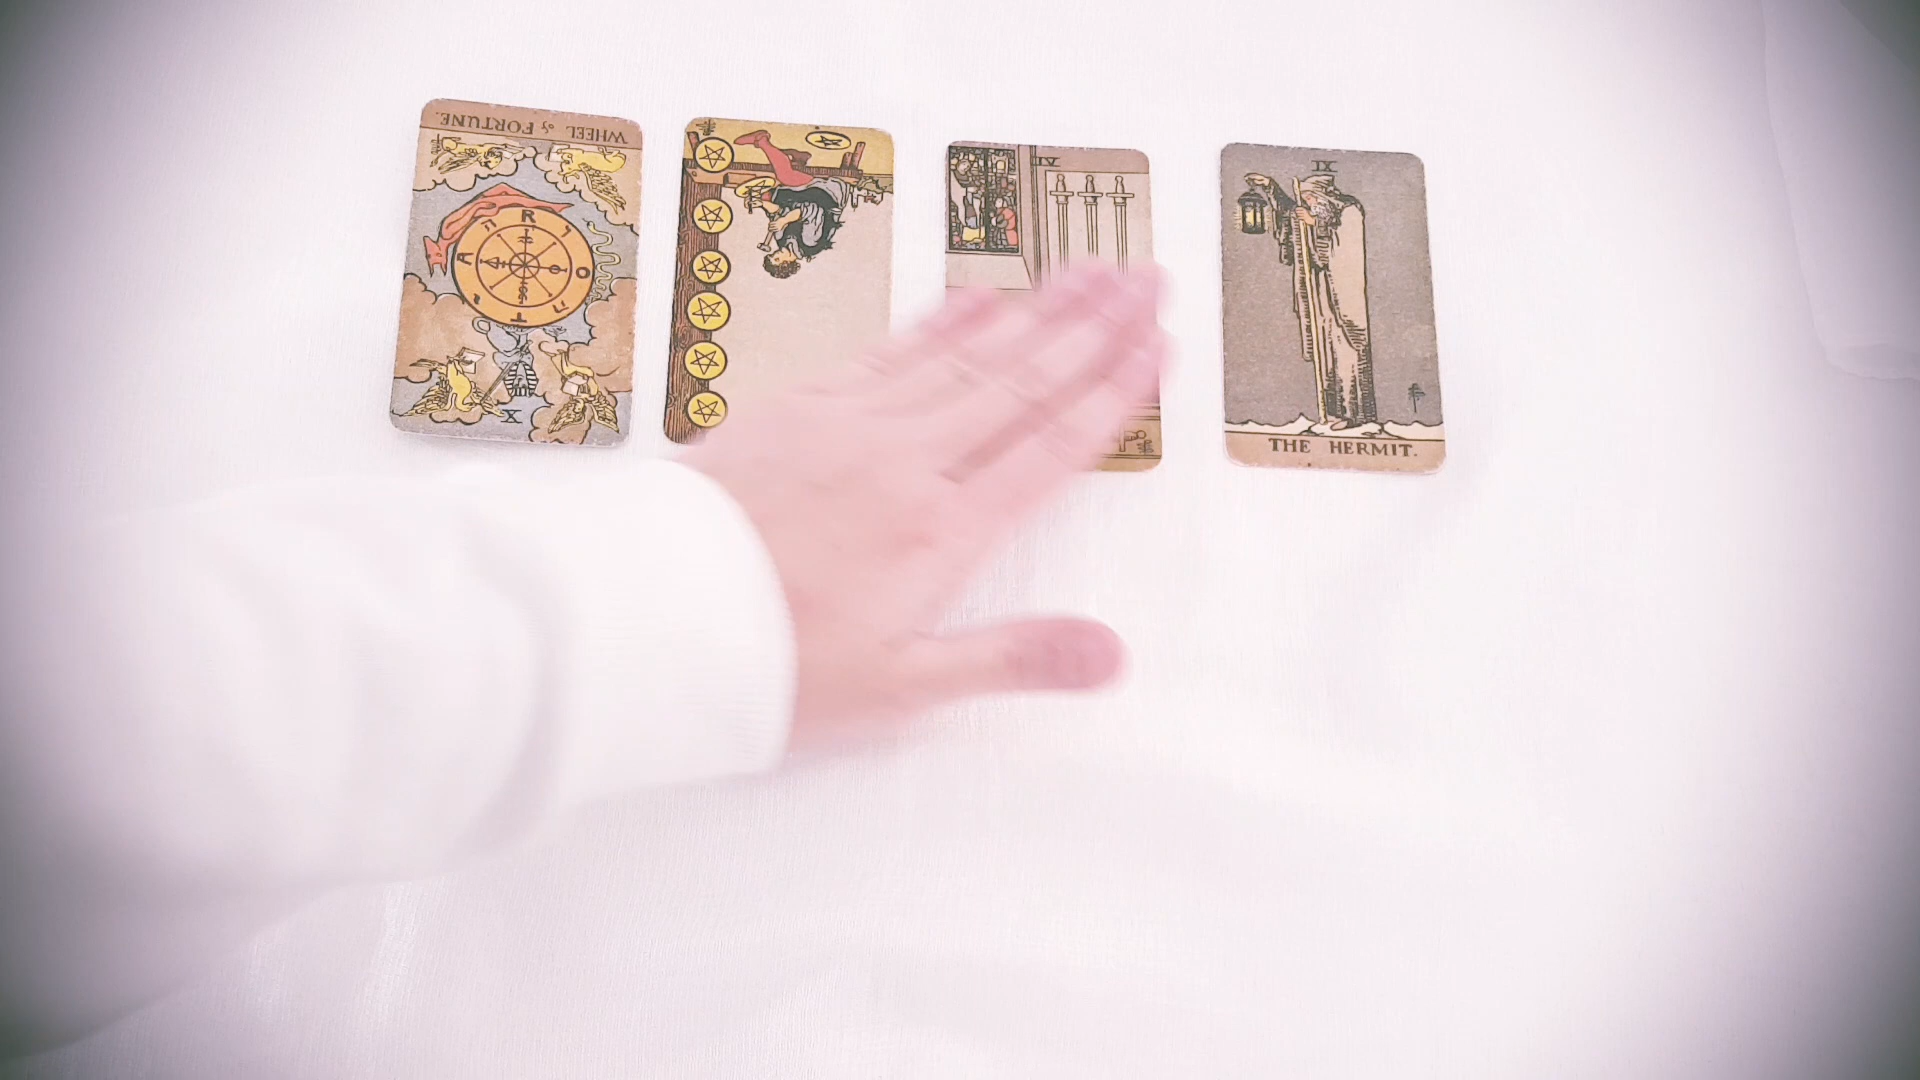 WHEEL of FORTUNE.
R
A O
T
X
IV
IX
THE HERMIT.